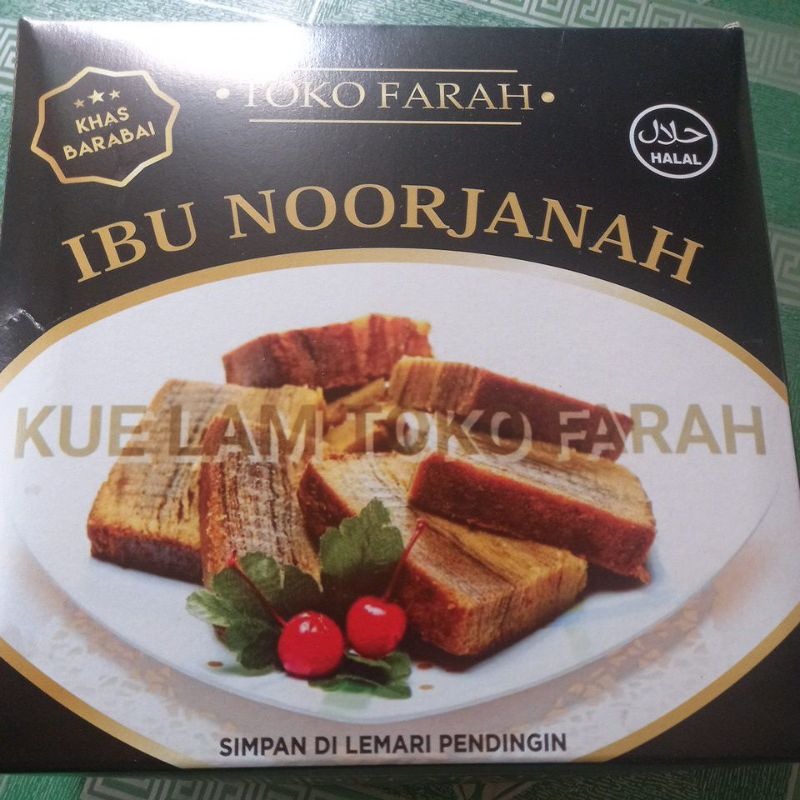 TOKO FARAH
KHAS
BARABAI
حلال
HALAL
IBU NOORJANAH
KUE LAM TOKO FARAH
SIMPAN DI LEMARI PENDINGIN